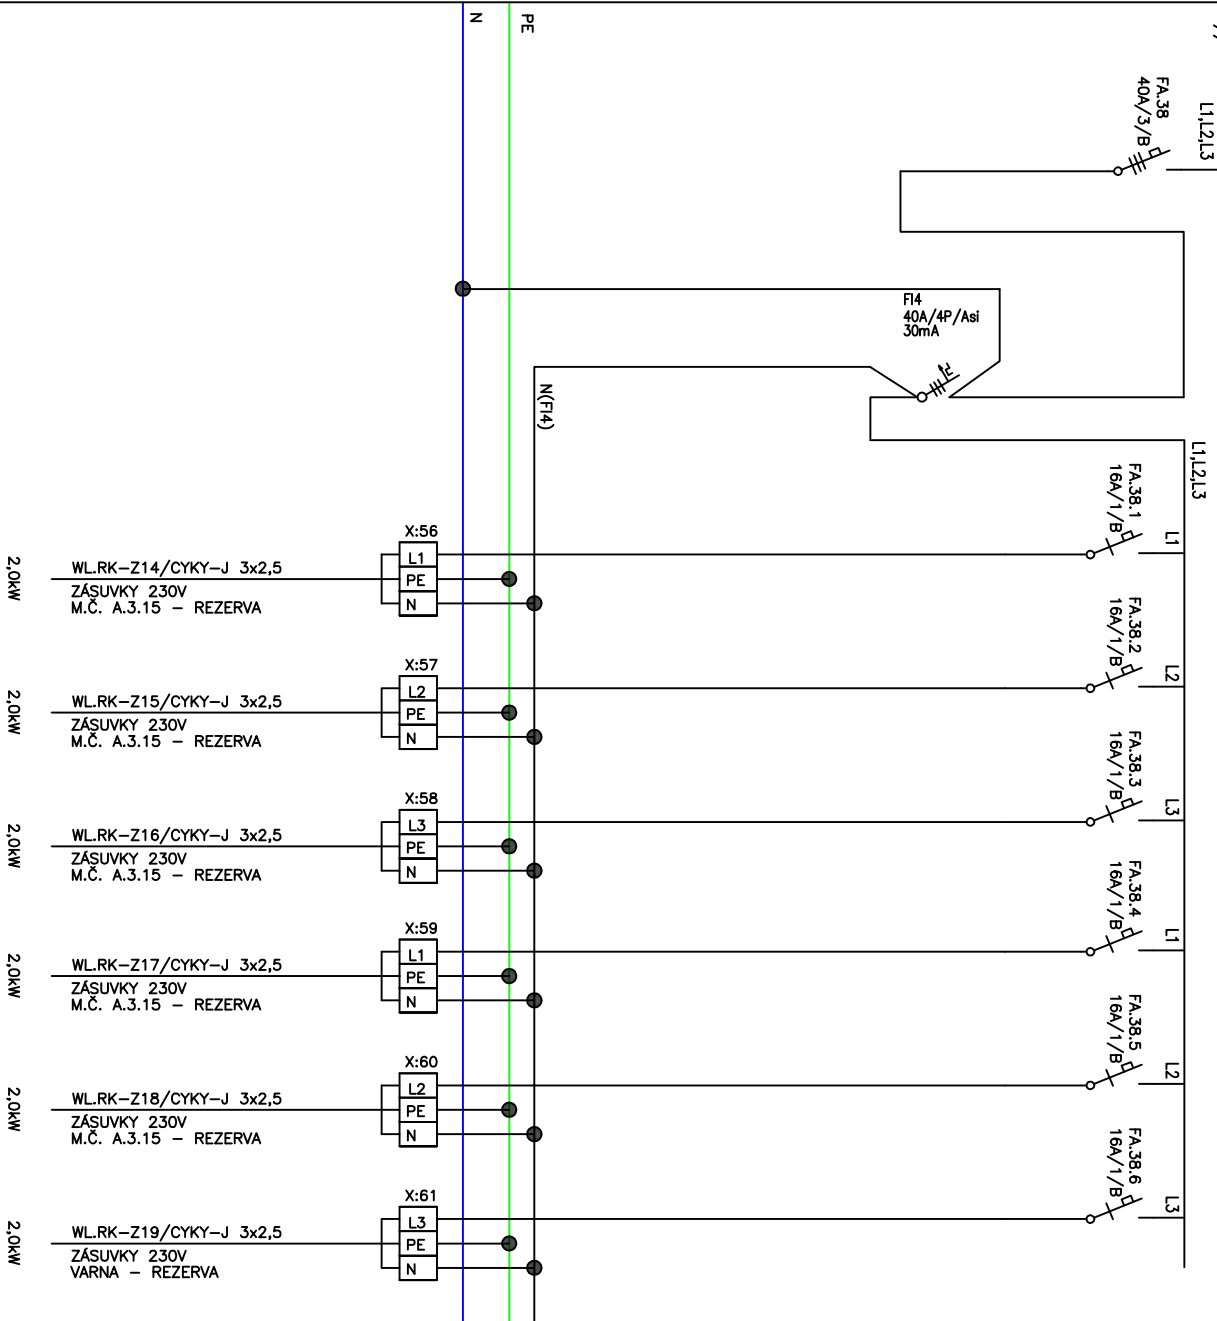 N
PE
L1,L2,L3
FA.38
40A/3/B
FI4
40A/4P/Asi
30mA
N(FI4)
L1,L2,L3
FA.38.1
16A/1/B
L1
X:56
L1
PE
N
WL.RK-Z14/CYKY-J 3x2,5
ZÁSUVKY 230V
M.Č. A.3.15 - REZERVA
2,0kW
FA.38.2
16A/1/B
L2
X:57
L2
PE
N
WL.RK-Z15/CYKY-J 3x2,5
ZÁSUVKY 230V
M.Č. A.3.15 - REZERVA
2,0kW
FA.38.3
16A/1/B
L3
X:58
L3
PE
N
WL.RK-Z16/CYKY-J 3x2,5
ZÁSUVKY 230V
M.Č. A.3.15 - REZERVA
2,0kW
FA.38.4
16A/1/B
L1
X:59
L1
PE
N
WL.RK-Z17/CYKY-J 3x2,5
ZÁSUVKY 230V
M.Č. A.3.15 - REZERVA
2,0kW
FA.38.5
16A/1/B
L2
X:60
L2
PE
N
WL.RK-Z18/CYKY-J 3x2,5
ZÁSUVKY 230V
M.Č. A.3.15 - REZERVA
2,0kW
FA.38.6
16A/1/B
L3
X:61
L3
PE
N
WL.RK-Z19/CYKY-J 3x2,5
ZÁSUVKY 230V
VARNA - REZERVA
2,0kW